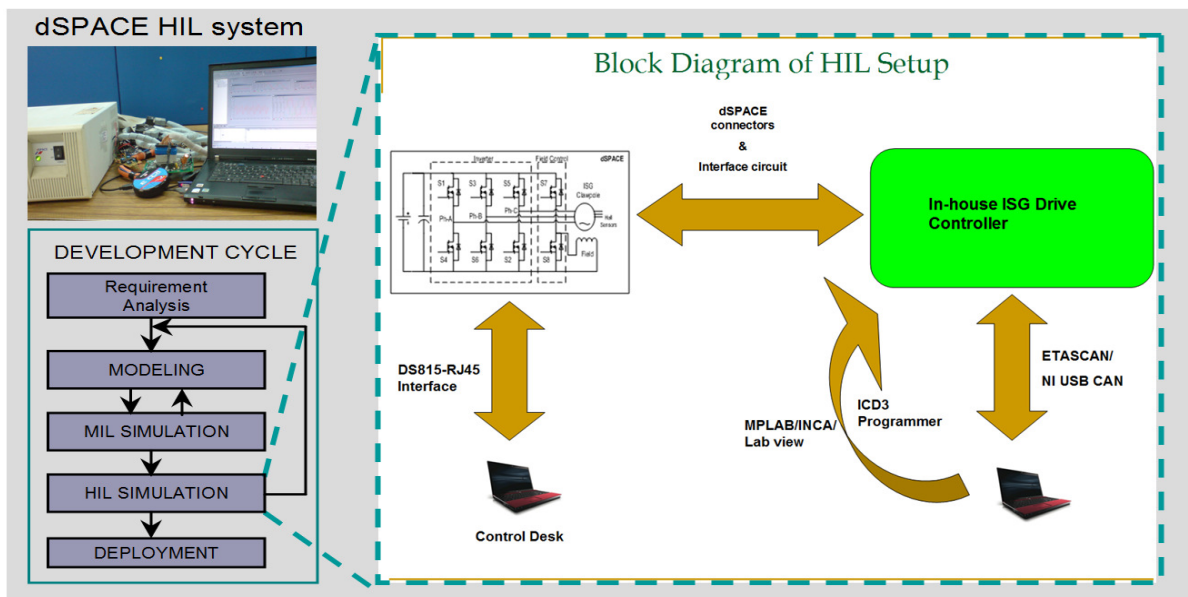 dSPACE HIL system
DEVELOPMENT CYCLE
Requirement
Analysis
MODELING
MIL SIMULATION
HIL SIMULATION
DEPLOYMENT
Block Diagram of HIL Setup
dSPACE
connectors
&
Interface circuit
Inverter
Field Control
dSPACE
S1
S3
S5
S7
ISG
Clawpole
Ph-A
Ph-B
Ph-C
Hall
Sensors
S4
S6
S2
S8
Field
In-house ISG Drive
Controller
DS815-RJ45
Interface
Control Desk
MPLAB/INCA/
Lab view
ICD3
Programmer
ETASCAN/
NI USB CAN